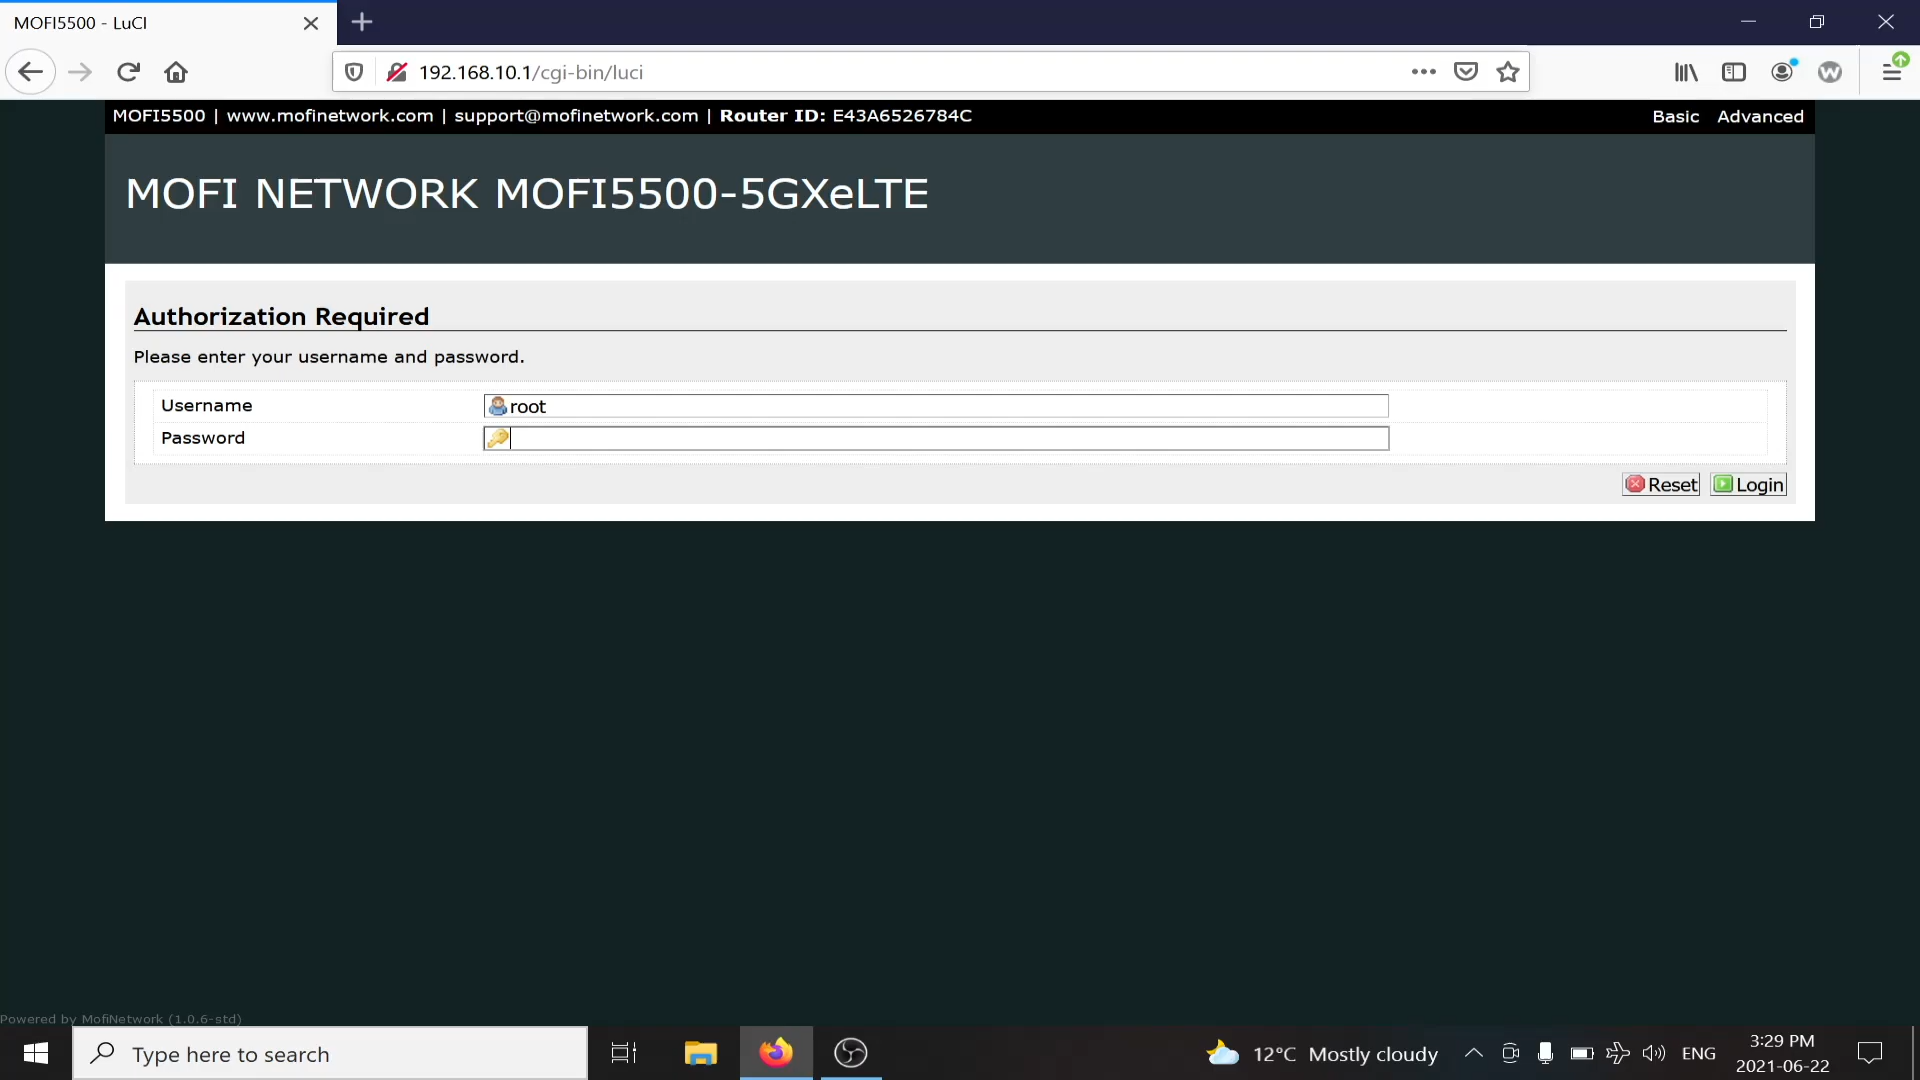 MOFI5500 - LuCI
192.168.10.1/cgi-bin/luci
MOFI5500 | www.mofinetwork.com | support@mofinetwork.com | Router ID: E43A6526784C
Basic Advanced
MOFI NETWORK MOFI5500-5GXeLTE
Authorization Required
Please enter your username and password.
Username root
Password
Reset Login
Powered by MofiNetwork (1.0.6-std)
Type here to search
12°C Mostly cloudy
ENG
3:29 PM
2021-06-22